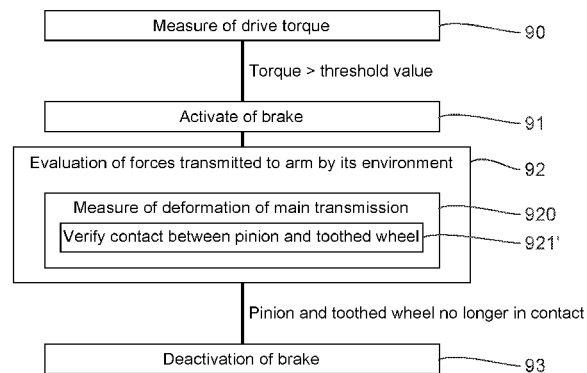 Measure of drive torque
90
Torque > threshold value
Activate of brake
91
Evaluation of forces transmitted to arm by its environment
92
Measure of deformation of main transmission
920
Verify contact between pinion and toothed wheel
921'
Pinion and toothed wheel no longer in contact
Deactivation of brake
93